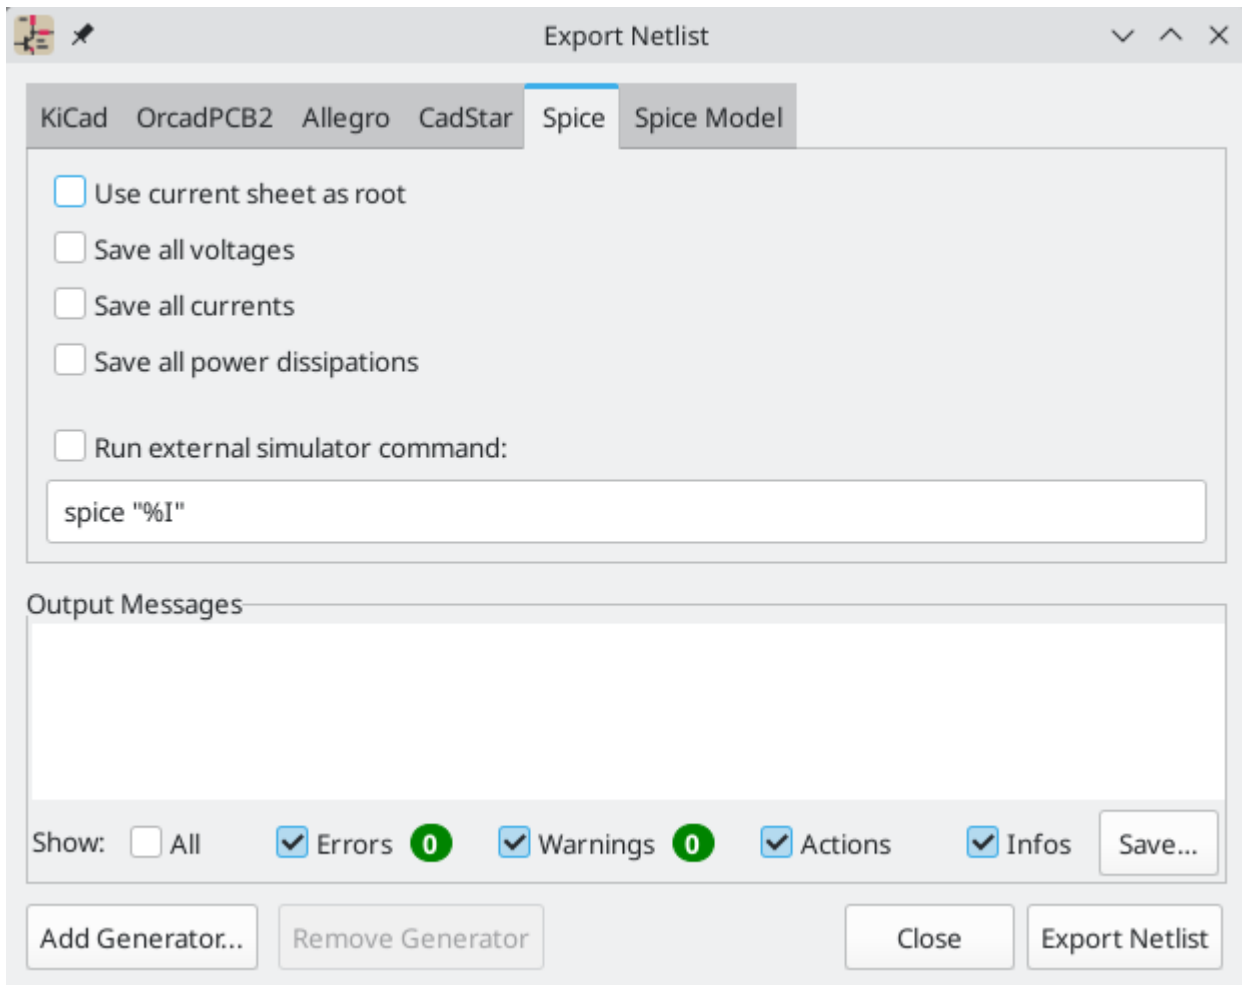 Export Netlist
KiCad OrcadPCB2 Allegro CadStar Spice Spice Model
Use current sheet as root
Save all voltages
Save all currents
Save all power dissipations
Run external simulator command:
spice "%I"
Output Messages
Show: All Errors 0 Warnings 0 Actions Infos Save...
Add Generator... Remove Generator Close Export Netlist